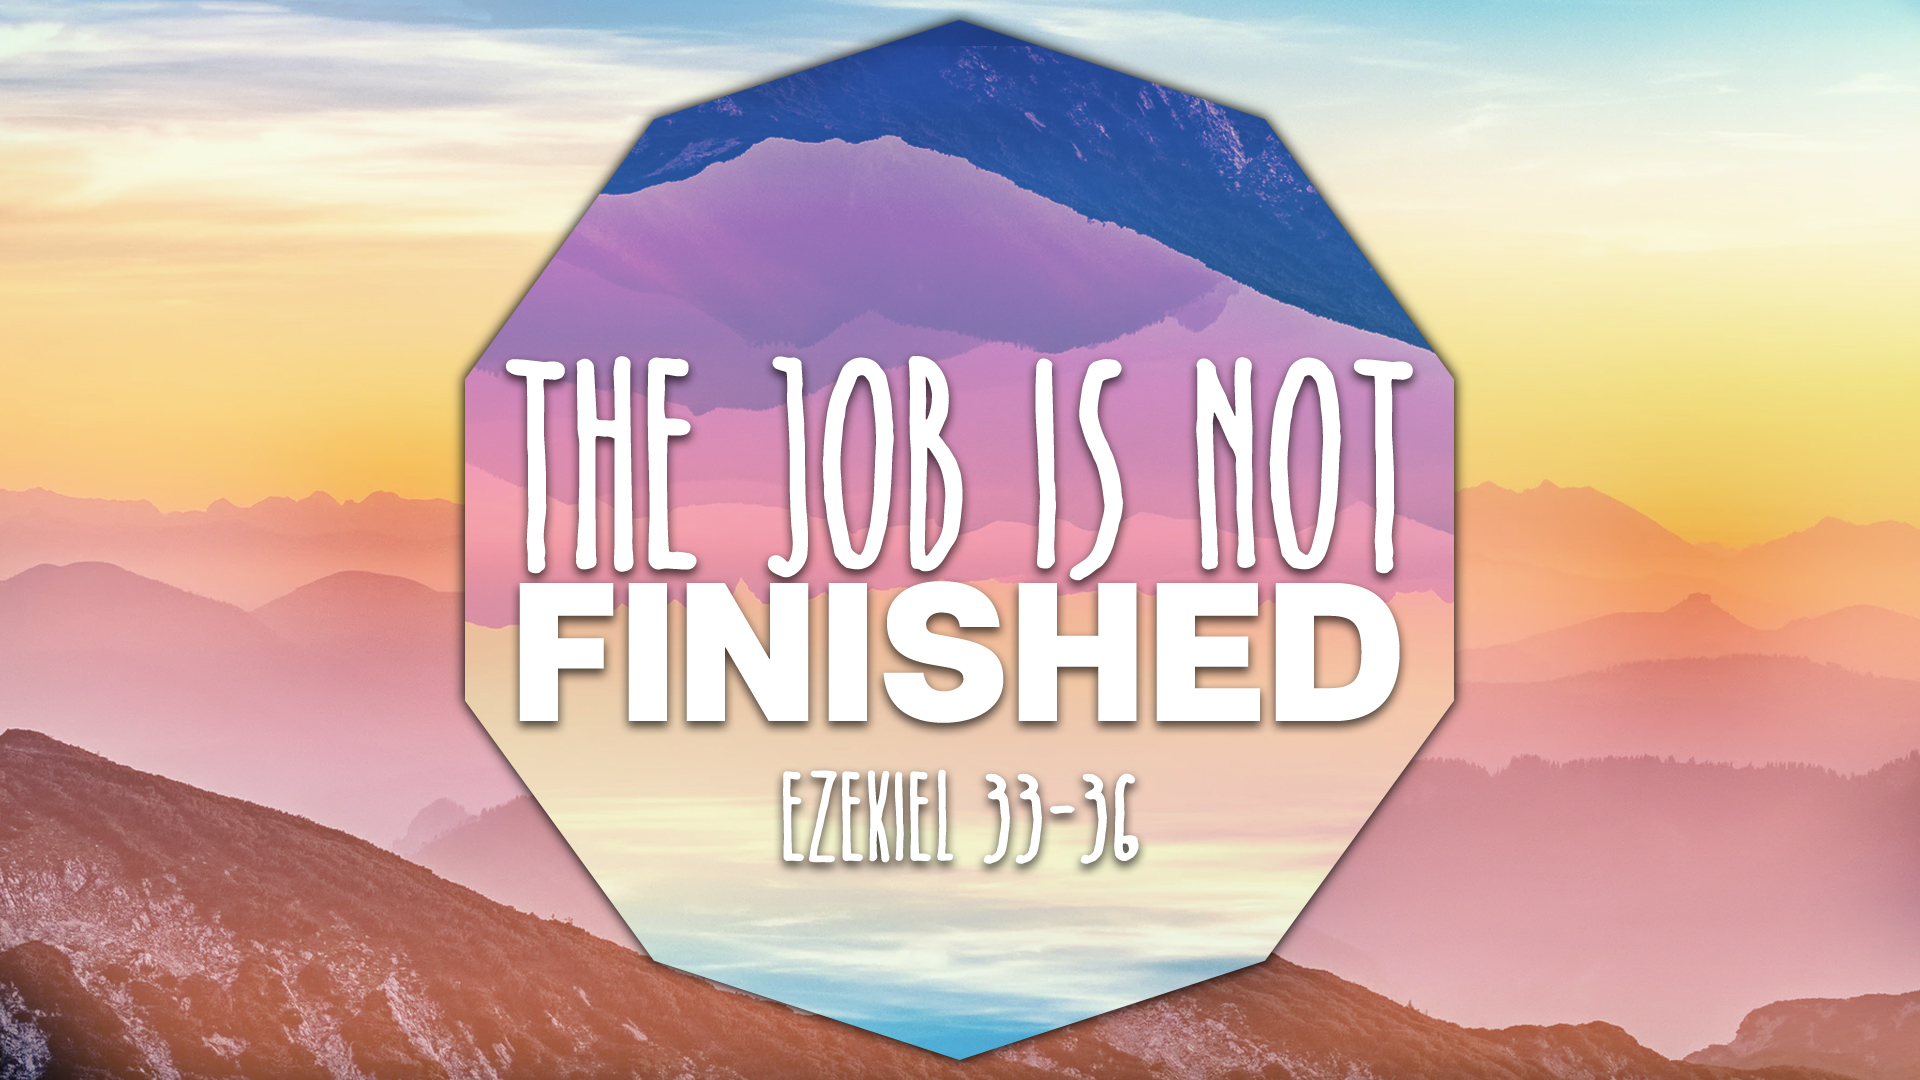 THE JOB IS NOT
FINISHED
EZEKIEL 33-36